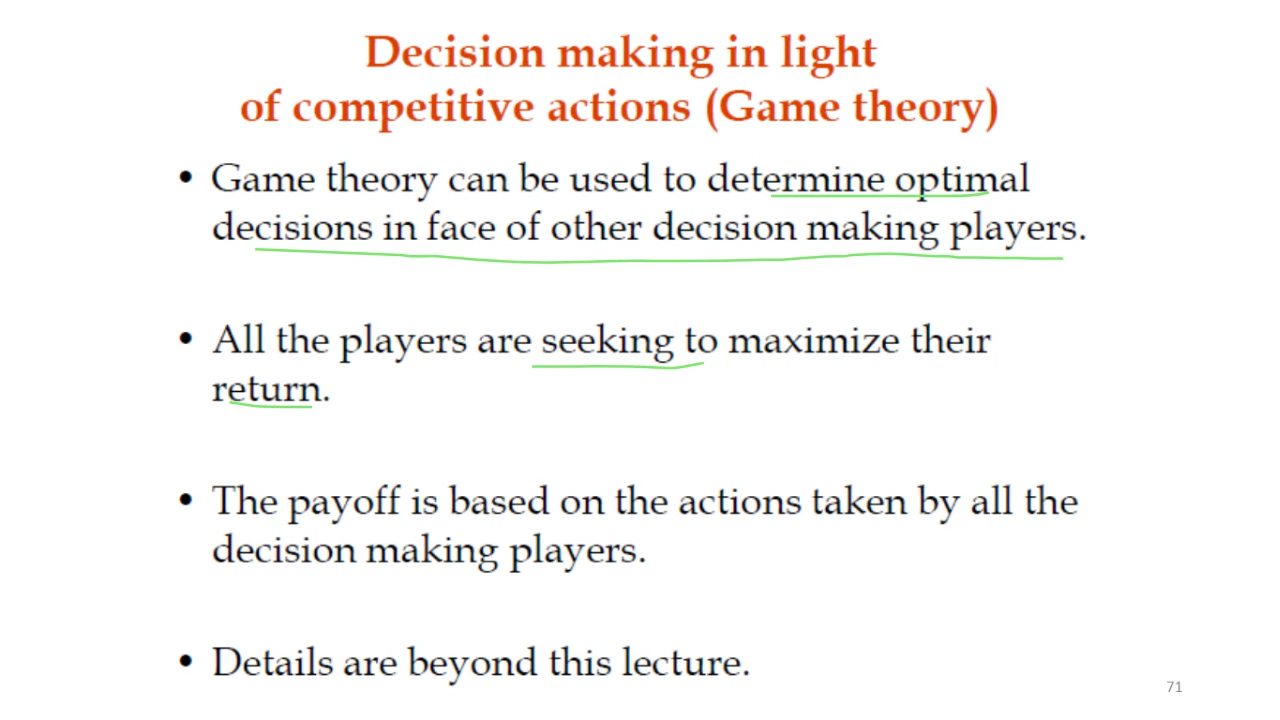 Decision making in light
of competitive actions (Game theory)
• Game theory can be used to determine optimal
decisions in face of other decision making players.
• All the players are seeking to maximize their
return.
• The payoff is based on the actions taken by all the
decision making players.
• Details are beyond this lecture.
71